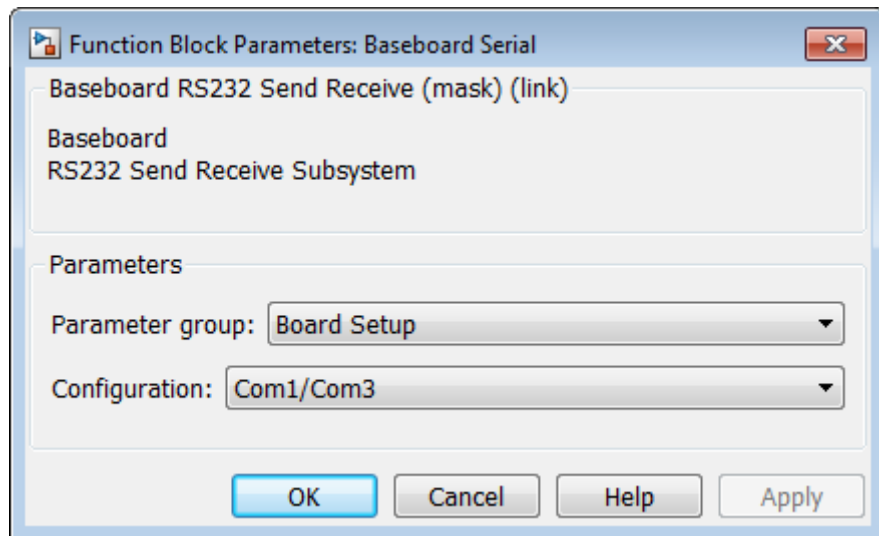 Function Block Parameters: Baseboard Serial
Baseboard RS232 Send Receive (mask) (link)
Baseboard
RS232 Send Receive Subsystem
Parameters
Parameter group: Board Setup
Configuration: Com1/Com3
OK Cancel Help Apply